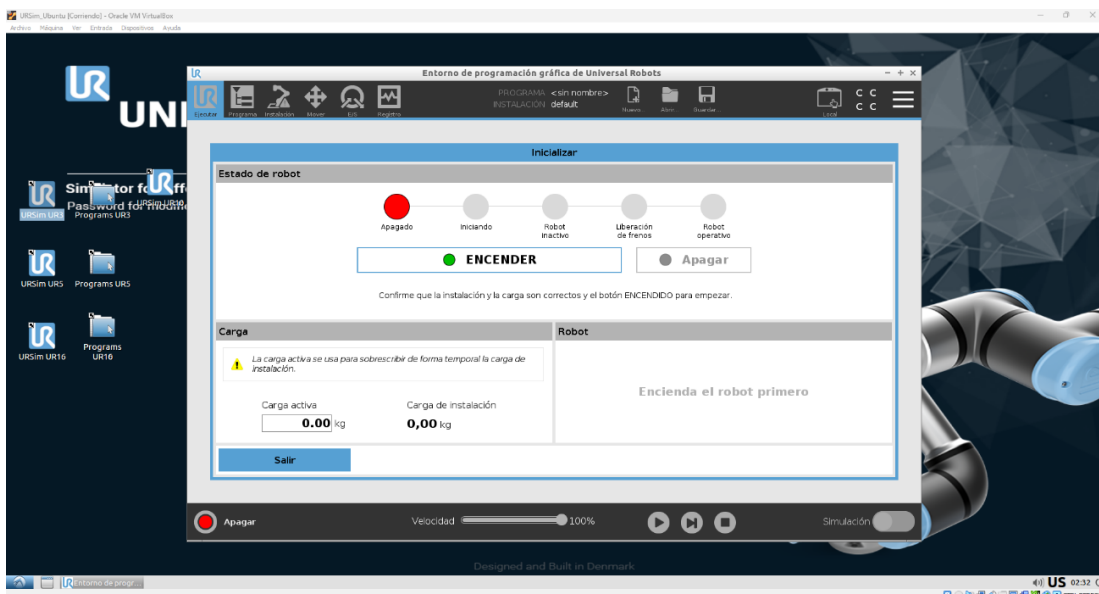 URSim_Ubuntu [Corriendo] - Oracle VM VirtualBox
Archivo Máquina Ver Entrada Dispositivos Ayuda
UR
UNI
Entorno de programación gráfica de Universal Robots
Ejecutar Programa Instalación Mover E/S Registro
PROGRAMA <sin nombre>
INSTALACIÓN default
Nuevo... Abrir... Guardar...
Local
C C
C C
Inicializar
Estado de robot
Apagado
Iniciando
Robot inactivo
Liberación de frenos
Robot operativo
ENCENDER
Apagar
Confirme que la instalación y la carga son correctos y el botón ENCENDIDO para empezar.
Carga
La carga activa se usa para sobrescribir de forma temporal la carga de
instalación.
Carga activa
0.00 kg
Carga de instalación
0,00 kg
Robot
Encienda el robot primero
Salir
Apagar
Velocidad
100%
Simulación
URSim UR3
Programs UR3
URSim UR5
Programs UR5
URSim UR16
Programs
UR16
Designed and Built in Denmark
Entorno de progr...
US 02:32